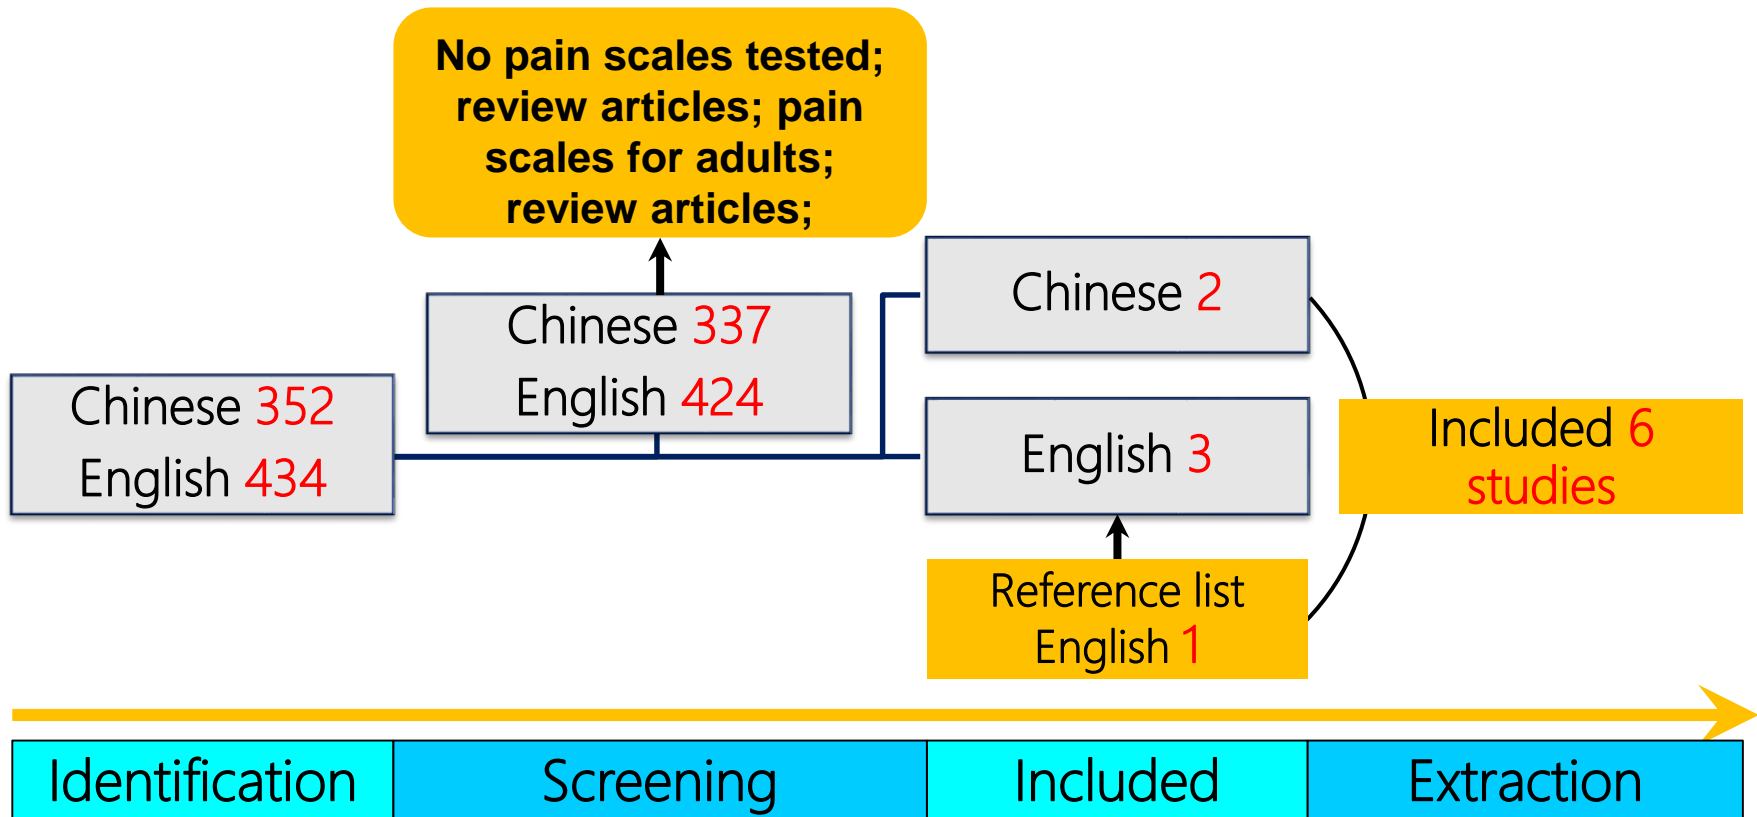 No pain scales tested;
review articles; pain
scales for adults;
review articles;
Chinese 352
English 434
Chinese 337
English 424
Chinese 2
English 3
Reference list
English 1
Included 6
studies
Identification
Screening
Included
Extraction